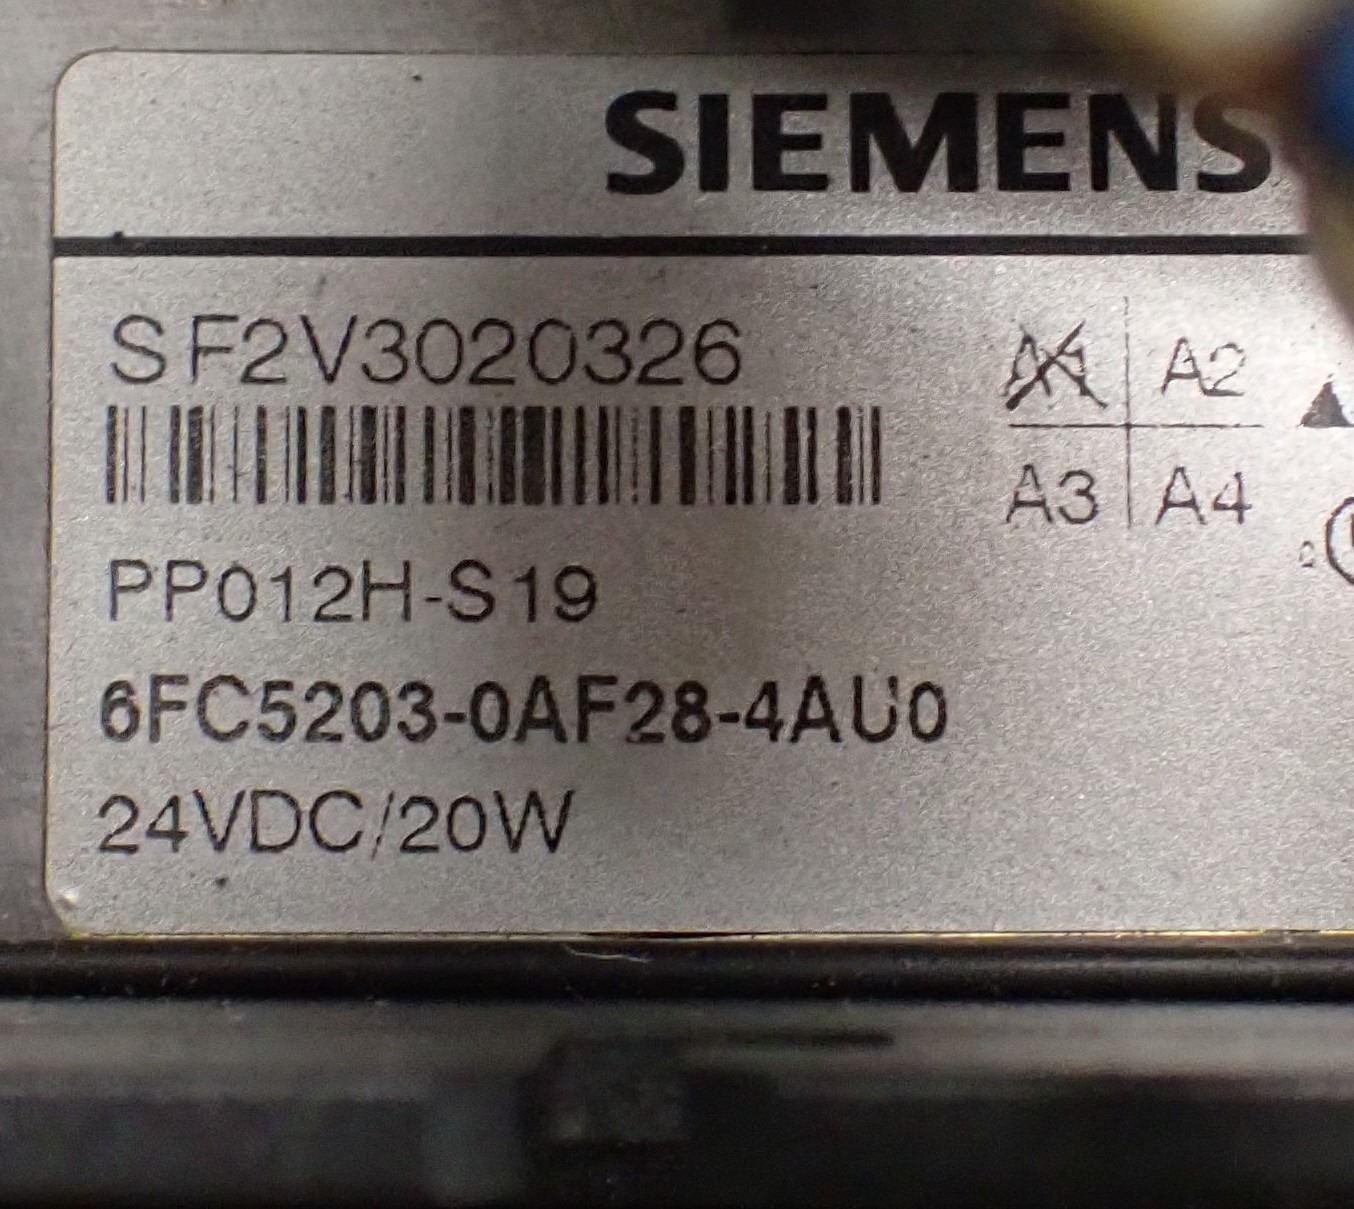 SIEMENS
SF2V3020326
A1 A2
A3 A4
PP012H-S19
6FC5203-0AF28-4AU0
24VDC/20W